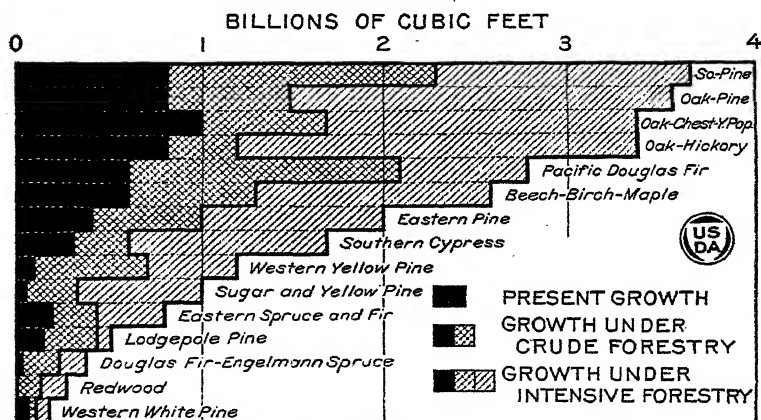 BILLIONS OF CUBIC FEET
0 1 2 3 4
So-Pine
Oak-Pine
Oak-Chest-Y.Pop.
Oak-Hickory
Pacific Douglas Fir
Beech-Birch-Maple
Eastern Pine
Southern Cypress
Western Yellow Pine
Sugar and Yellow Pine
Eastern Spruce and Fir
Lodgepole Pine
Douglas Fir-Engelmann Spruce
Redwood
Western White Pine
US
DA
PRESENT GROWTH
GROWTH UNDER
CRUDE FORESTRY
GROWTH UNDER
INTENSIVE FORESTRY